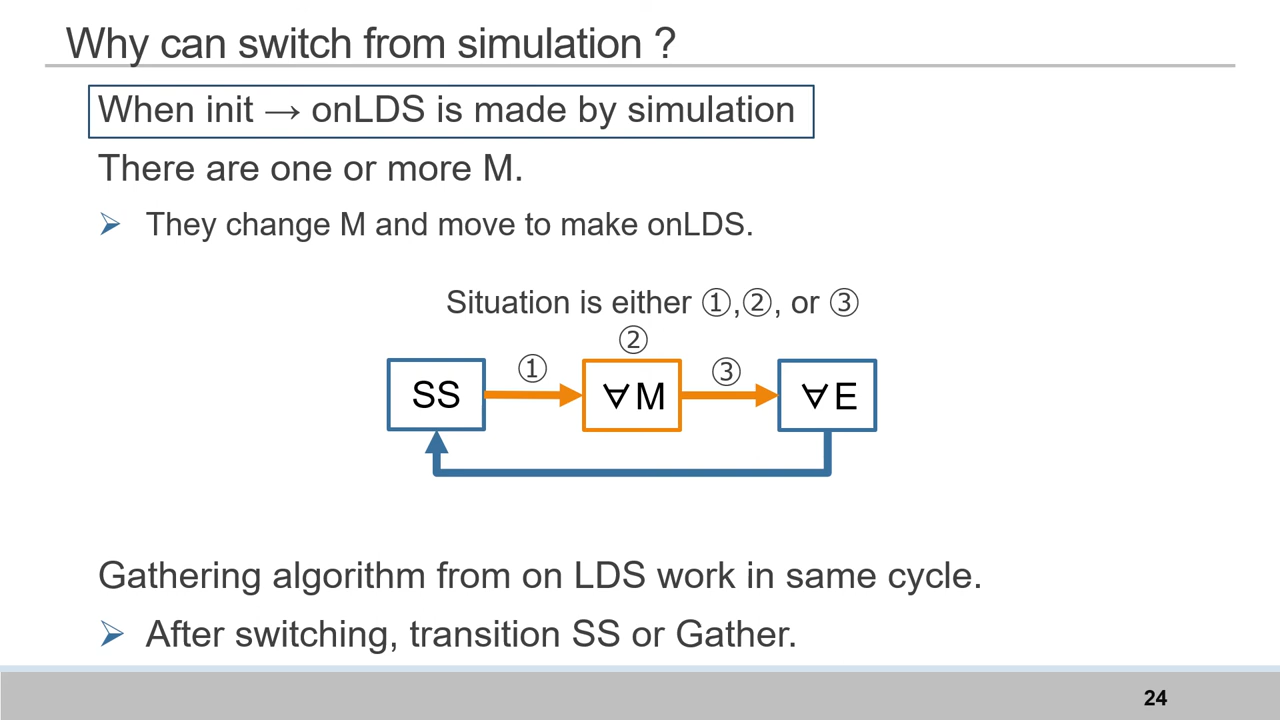 Why can switch from simulation ?
When init → onLDS is made by simulation
There are one or more M.
They change M and move to make onLDS.
Situation is either ①,②, or ③
②
① ③
SS ∀M ∀E
Gathering algorithm from on LDS work in same cycle.
After switching, transition SS or Gather.
24